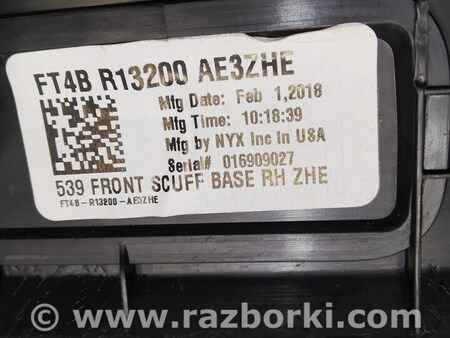 FT4B R13200 AE3ZHE
Mfg Date: Feb 1,2018
Mfg Time: 10:18:39
Mfg by NYX Inc in USA
Serial# 016909027
539 FRONT SCUFF BASE RH ZHE
FT4B-R13200-AE3ZHE
© www.razborki.com